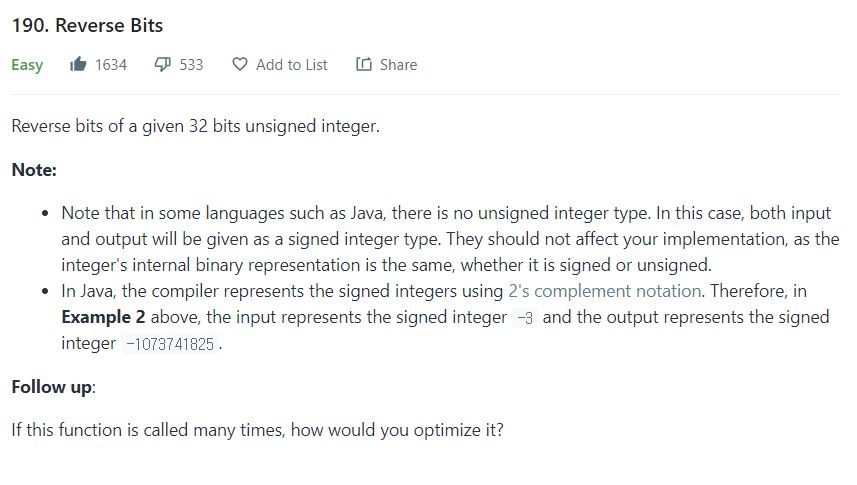 190. Reverse Bits
Easy 1634 533 Add to List Share
Reverse bits of a given 32 bits unsigned integer.
Note:
• Note that in some languages such as Java, there is no unsigned integer type. In this case, both input
and output will be given as a signed integer type. They should not affect your implementation, as the
integer's internal binary representation is the same, whether it is signed or unsigned.
• In Java, the compiler represents the signed integers using 2's complement notation. Therefore, in
Example 2 above, the input represents the signed integer -3 and the output represents the signed
integer -1073741825.
Follow up:
If this function is called many times, how would you optimize it?